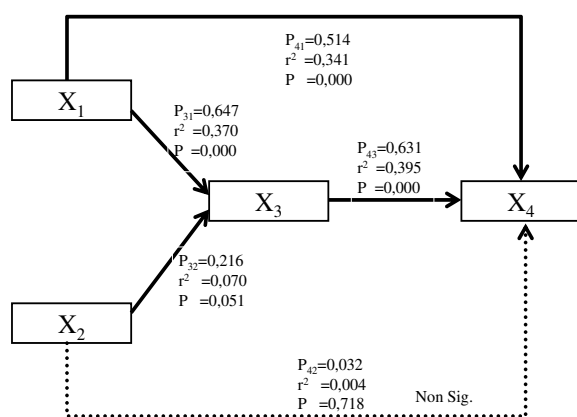 P₄₁=0,514
r² =0,341
P =0,000
X₁
P₃₁=0,647
r² =0,370
P =0,000
P₄₃=0,631
r² =0,395
P =0,000
X₃
X₄
P₃₂=0,216
r² =0,070
P =0,051
X₂
P₄₂=0,032
r² =0,004
P =0,718
Non Sig.